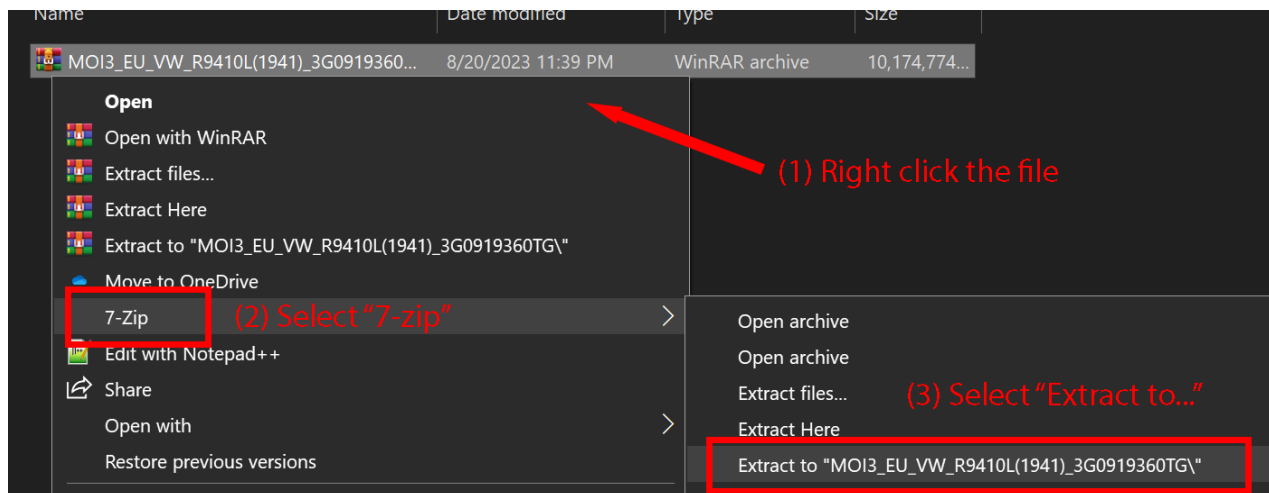 Name Date modified Type Size
MOI3_EU_VW_R9410L(1941)_3G0919360... 8/20/2023 11:39 PM WinRAR archive 10,174,774...
Open
Open with WinRAR
(1) Right click the file
Extract files...
Extract Here
Extract to "MOI3_EU_VW_R9410L(1941)_3G0919360TG\"
Move to OneDrive
7-Zip (2) Select "7-zip"
Edit with Notepad++
Share
Open with
Restore previous versions
Open archive
Open archive
Extract files... (3) Select "Extract to..."
Extract Here
Extract to "MOI3_EU_VW_R9410L(1941)_3G0919360TG\"